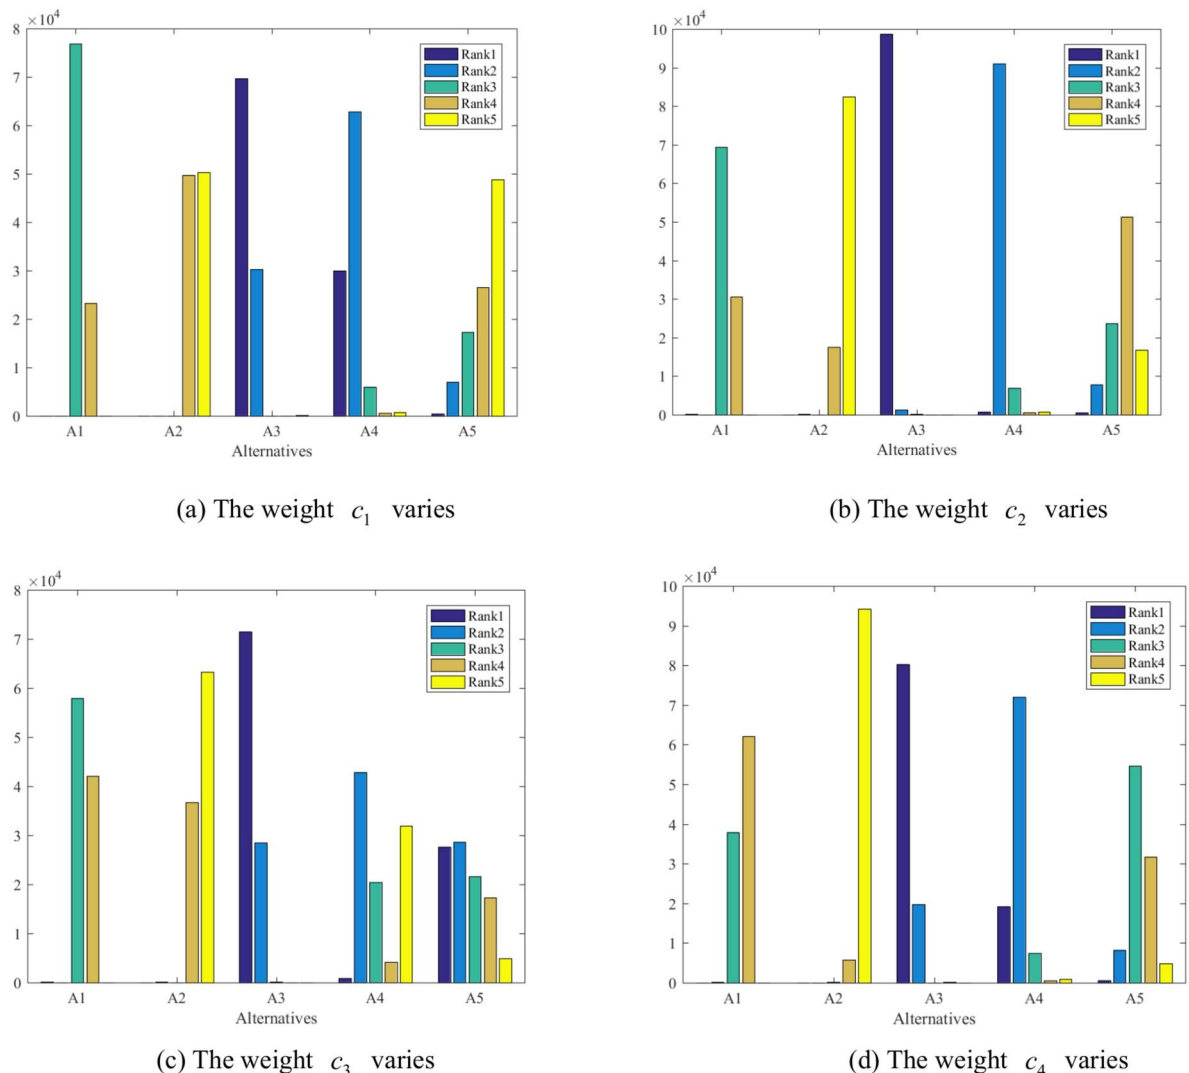 ×10⁴
8
7
6
5
4
3
2
1
0
Rank1
Rank2
Rank3
Rank4
Rank5
A1 A2 A3 A4 A5
Alternatives
(a) The weight c₁ varies
×10⁴
10
9
8
7
6
5
4
3
2
1
0
Rank1
Rank2
Rank3
Rank4
Rank5
A1 A2 A3 A4 A5
Alternatives
(b) The weight c₂ varies
×10⁴
8
7
6
5
4
3
2
1
0
Rank1
Rank2
Rank3
Rank4
Rank5
A1 A2 A3 A4 A5
Alternatives
(c) The weight c₃ varies
×10⁴
10
9
8
7
6
5
4
3
2
1
0
Rank1
Rank2
Rank3
Rank4
Rank5
A1 A2 A3 A4 A5
Alternatives
(d) The weight c₄ varies